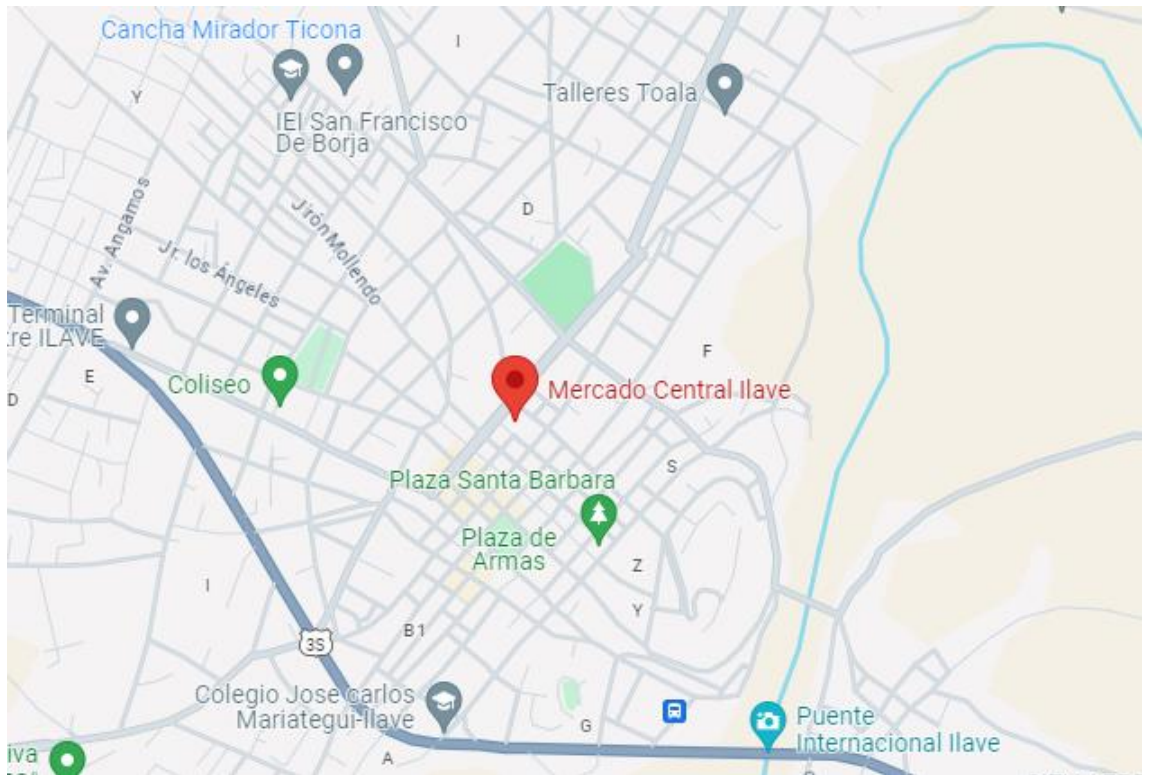 Cancha Mirador Ticona
I
Talleres Toala
Y
IEI San Francisco
De Borja
D
Av. Angamos
Jirón Mollendo
Jr. los Ángeles
Terminal
tre ILAVE
F
E
Coliseo
Mercado Central Ilave
D
S
Plaza Santa Barbara
Plaza de
Armas
Z
I
Y
B1
3S
Colegio Jose carlos
Mariategui-Ilave
G
Puente
Internacional Ilave
iva
A